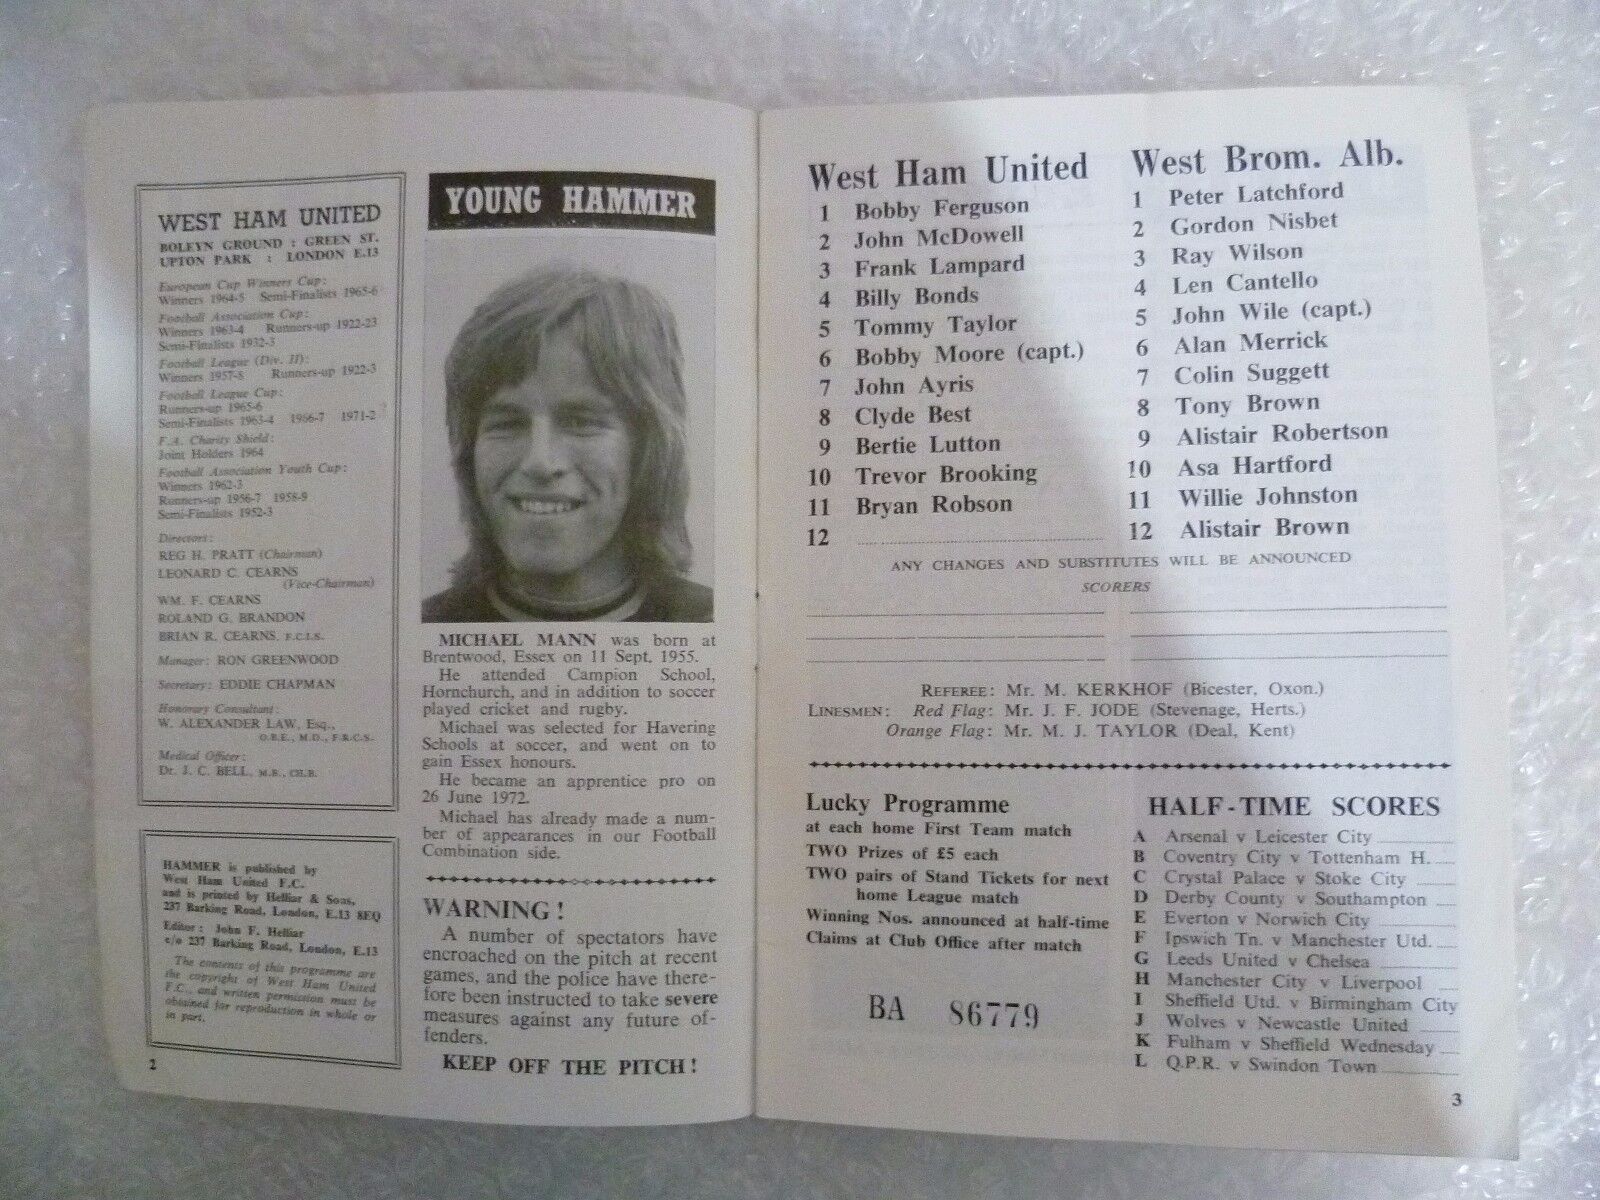 WEST HAM UNITED
BOLEYN GROUND : GREEN ST.
UPTON PARK : LONDON E.13
European Cup Winners Cup:
Winners 1964-5 Semi-Finalists 1965-6
Football Association Cup:
Winners 1963-4 Runners-up 1922-23
Semi-Finalists 1932-3
Football League (Div. II):
Winners 1957-8 Runners-up 1922-3
Football League Cup:
Runners-up 1965-6
Semi-Finalists 1963-4 1966-7 1971-2
F.A. Charity Shield:
Joint Holders 1964
Football Association Youth Cup:
Winners 1962-3
Runners-up 1956-7 1958-9
Semi-Finalists 1952-3
Directors:
REG H. PRATT (Chairman)
LEONARD C. CEARNS
(Vice-Chairman)
WM. F. CEARNS
ROLAND G. BRANDON
BRIAN R. CEARNS, F.C.I.S.
Manager: RON GREENWOOD
Secretary: EDDIE CHAPMAN
Honorary Consultant:
W. ALEXANDER LAW, Esq.,
O.B.E., M.D., F.R.C.S.
Medical Officer:
Dr. J. C. BELL, M.B., CH.B.
HAMMER is published by
West Ham United F.C.
and is printed by Helliar & Sons,
237 Barking Road, London, E.13 8EQ
Editor: John F. Helliar
c/o 237 Barking Road, London, E.13
The contents of this programme are
the copyright of West Ham United
F.C., and written permission must be
obtained for reproduction in whole or
in part.
2
YOUNG HAMMER
MICHAEL MANN was born at
Brentwood, Essex on 11 Sept. 1955.
He attended Campion School,
Hornchurch, and in addition to soccer
played cricket and rugby.
Michael was selected for Havering
Schools at soccer, and went on to
gain Essex honours.
He became an apprentice pro on
26 June 1972.
Michael has already made a num-
ber of appearances in our Football
Combination side.
WARNING!
A number of spectators have
encroached on the pitch at recent
games, and the police have there-
fore been instructed to take severe
measures against any future of-
fenders.
KEEP OFF THE PITCH!
West Ham United
1 Bobby Ferguson
2 John McDowell
3 Frank Lampard
4 Billy Bonds
5 Tommy Taylor
6 Bobby Moore (capt.)
7 John Ayris
8 Clyde Best
9 Bertie Lutton
10 Trevor Brooking
11 Bryan Robson
12
West Brom. Alb.
1 Peter Latchford
2 Gordon Nisbet
3 Ray Wilson
4 Len Cantello
5 John Wile (capt.)
6 Alan Merrick
7 Colin Suggett
8 Tony Brown
9 Alistair Robertson
10 Asa Hartford
11 Willie Johnston
12 Alistair Brown
ANY CHANGES AND SUBSTITUTES WILL BE ANNOUNCED
SCORERS
REFEREE: Mr. M. KERKHOF (Bicester, Oxon.)
LINESMEN: Red Flag: Mr. J. F. JODE (Stevenage, Herts.)
Orange Flag: Mr. M. J. TAYLOR (Deal, Kent)
Lucky Programme
at each home First Team match
TWO Prizes of £5 each
TWO pairs of Stand Tickets for next
home League match
Winning Nos. announced at half-time
Claims at Club Office after match
BA 86779
HALF-TIME SCORES
A Arsenal v Leicester City
B Coventry City v Tottenham H.
C Crystal Palace v Stoke City
D Derby County v Southampton
E Everton v Norwich City
F Ipswich Tn. v Manchester Utd.
G Leeds United v Chelsea
H Manchester City v Liverpool
I Sheffield Utd. v Birmingham City
J Wolves v Newcastle United
K Fulham v Sheffield Wednesday
L Q.P.R. v Swindon Town
3